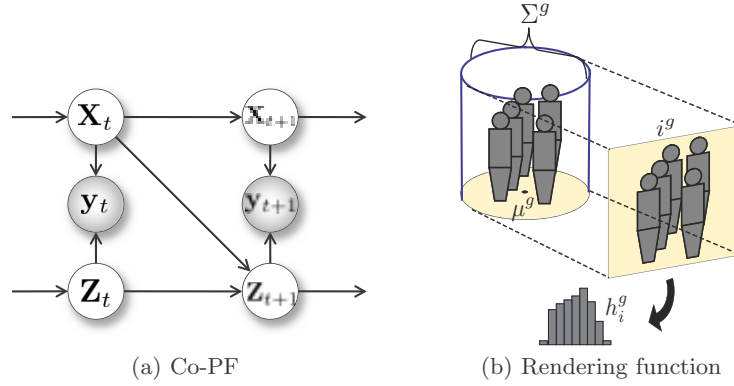 Σ^g
X_t
X_{t+1}
i^g
y_t
y_{t+1}
μ^g
Z_t
Z_{t+1}
h_i^g
(a) Co-PF
(b) Rendering function